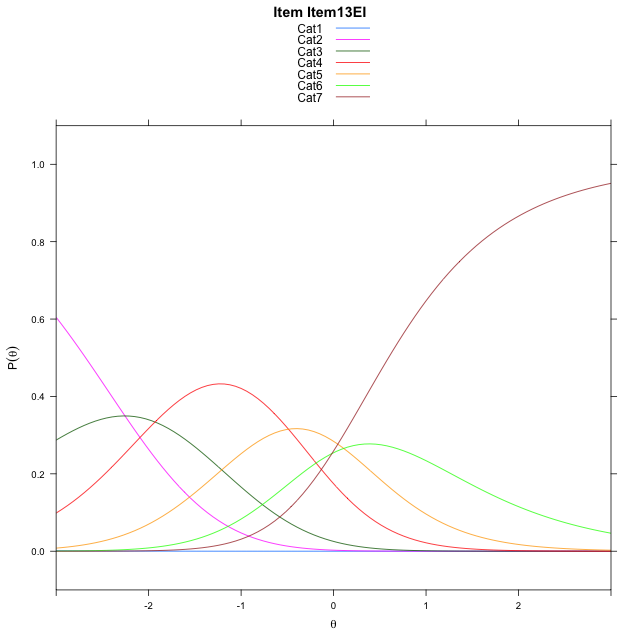 Item Item13EI
Cat1
Cat2
Cat3
Cat4
Cat5
Cat6
Cat7
1.0
0.8
0.6
0.4
0.2
0.0
P(θ)
-2 -1 0 1 2
θ